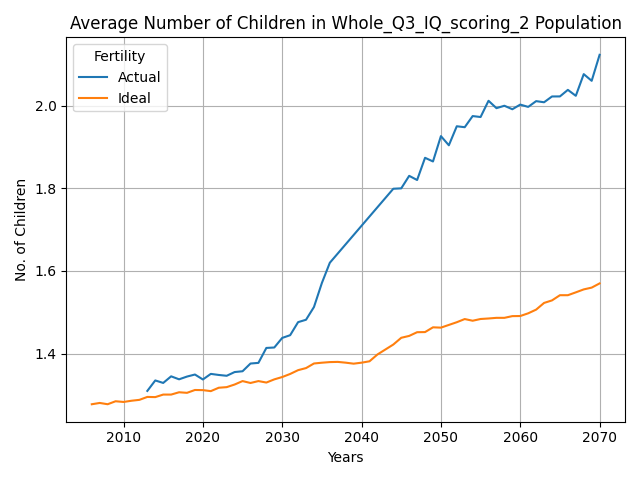 Average Number of Children in Whole_Q3_IQ_scoring_2 Population
Fertility
Actual
Ideal
No. of Children
2.0
1.8
1.6
1.4
2010 2020 2030 2040 2050 2060 2070
Years